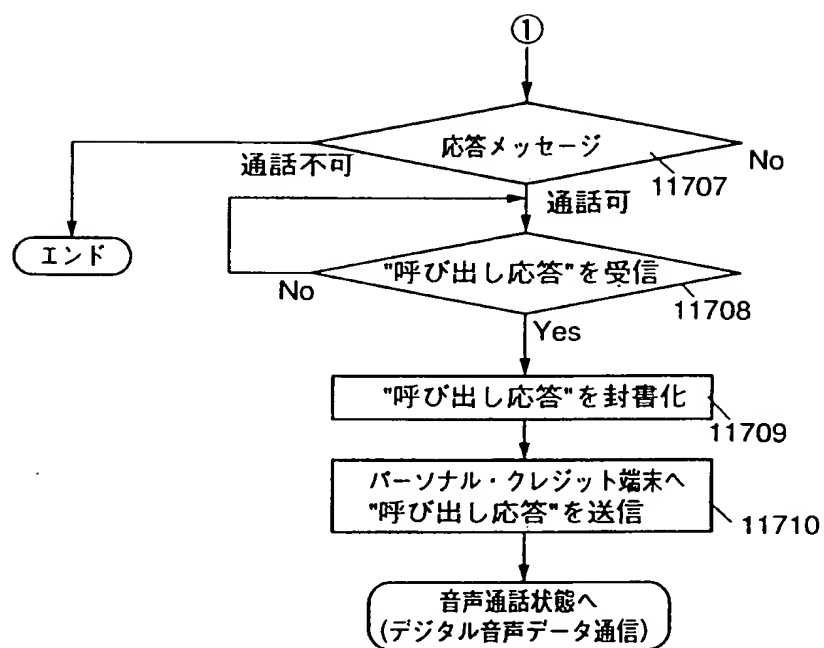 ①
応答メッセージ
通話不可
No
11707
通話可
エンド
"呼び出し応答"を受信
No
11708
Yes
"呼び出し応答"を封書化
11709
パーソナル・クレジット端末へ
"呼び出し応答"を送信
11710
音声通話状態へ
(デジタル音声データ通信)